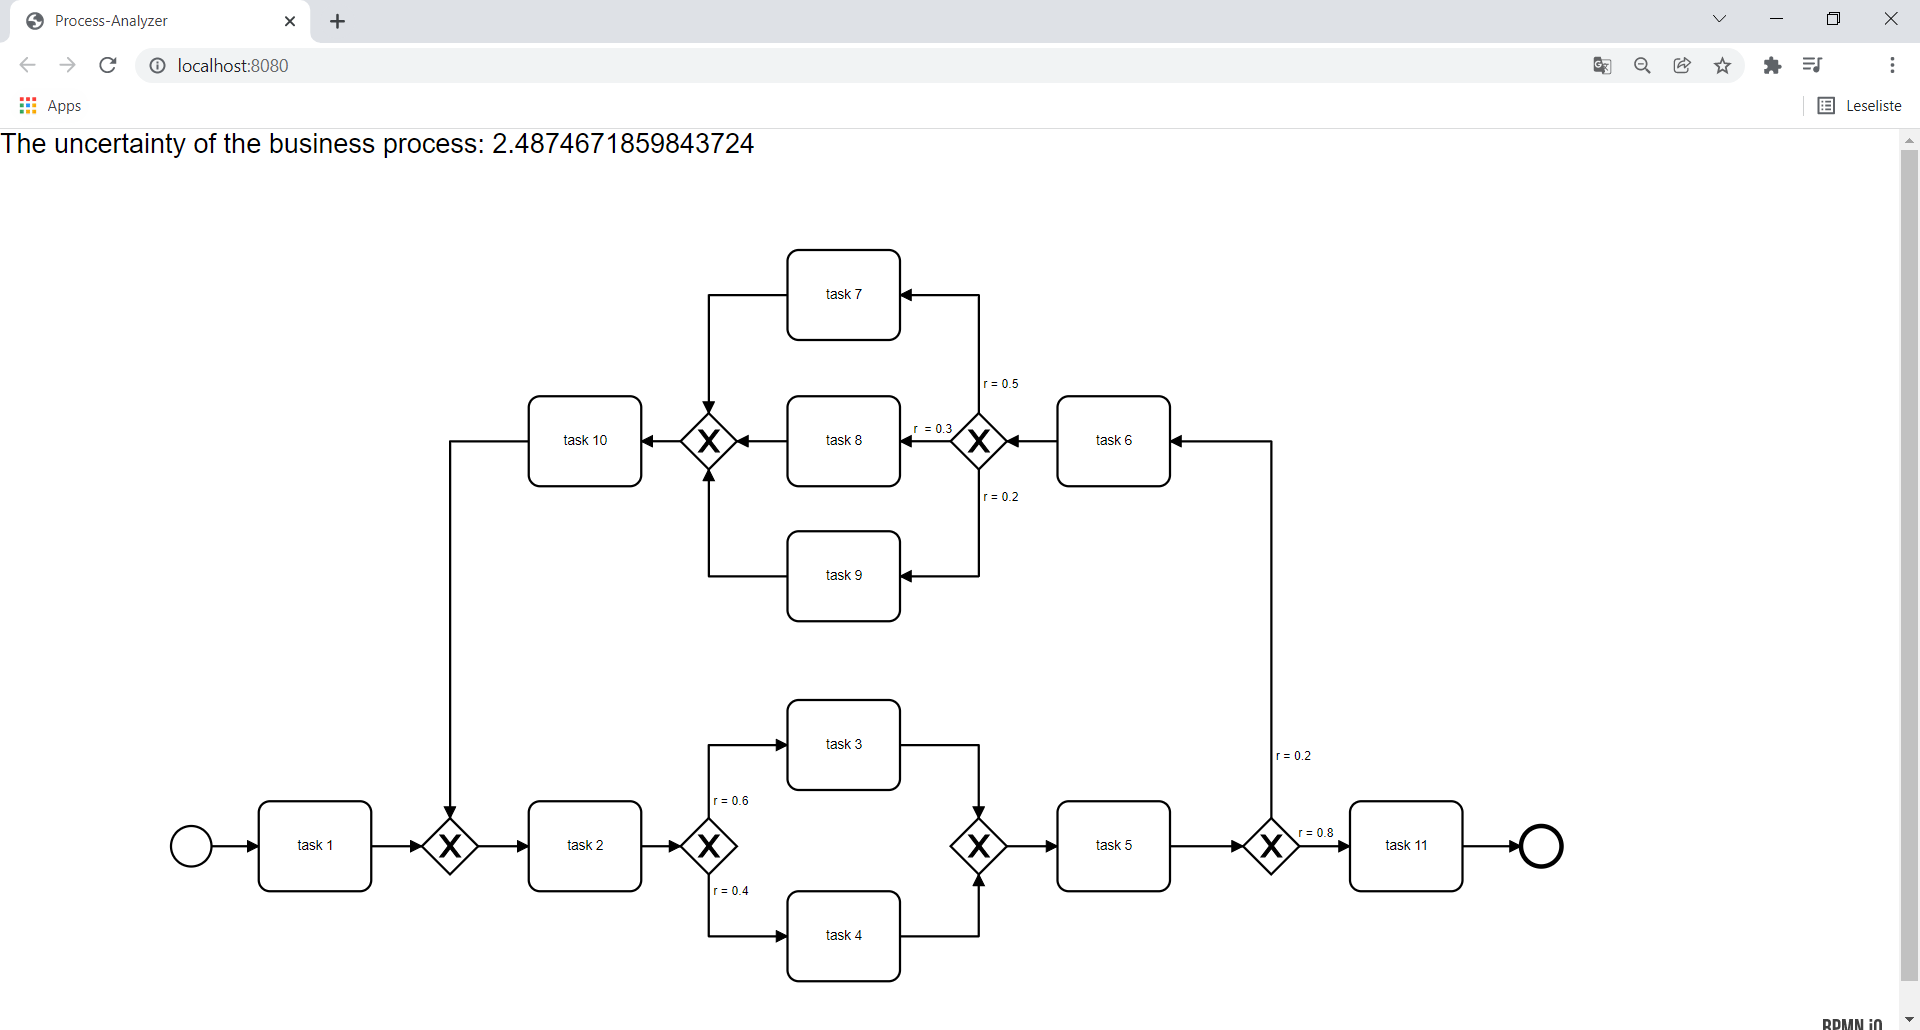 Process-Analyzer
localhost:8080
Apps
Leseliste
The uncertainty of the business process: 2.4874671859843724
task 7
r = 0.5
task 10
X
task 8
r = 0.3
X
task 6
r = 0.2
task 9
task 3
r = 0.2
r = 0.6
task 1
X
task 2
X
X
task 5
X
r = 0.8
task 11
r = 0.4
task 4
BPMN.iO